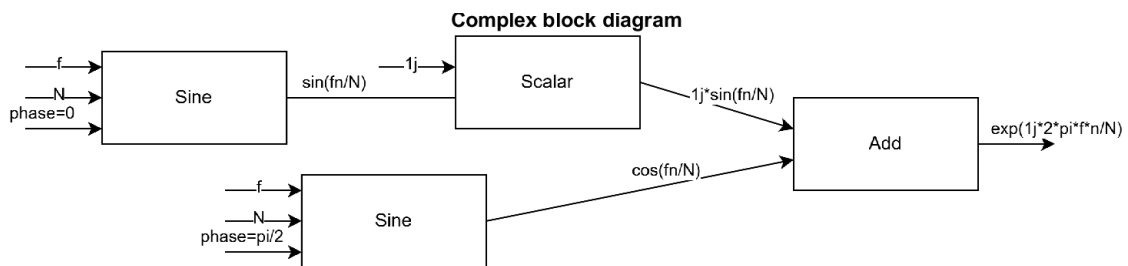 Complex block diagram
f
N
phase=0
Sine
sin(fn/N)
1j
Scalar
1j*sin(fn/N)
f
N
phase=pi/2
Sine
cos(fn/N)
Add
exp(1j*2*pi*f*n/N)